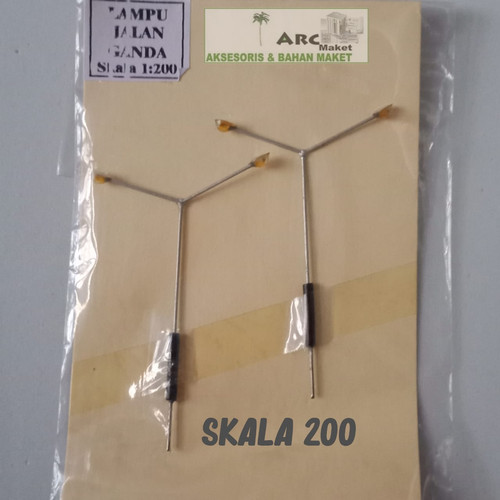 LAMPU
JALAN
GANDA
Skala 1:200
ARC
Maket
AKSESORIS & BAHAN MAKET
SKALA 200